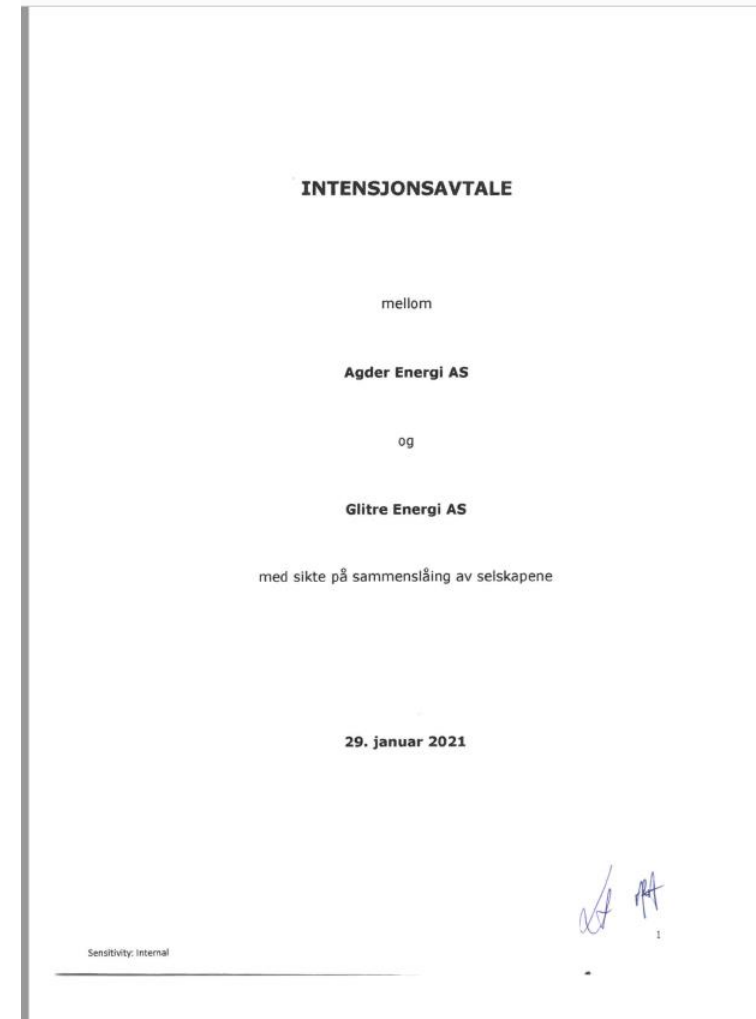 INTENSJONSAVTALE
mellom
Agder Energi AS
og
Glitre Energi AS
med sikte på sammenslåing av selskapene
29. januar 2021
1
Sensitivity: Internal